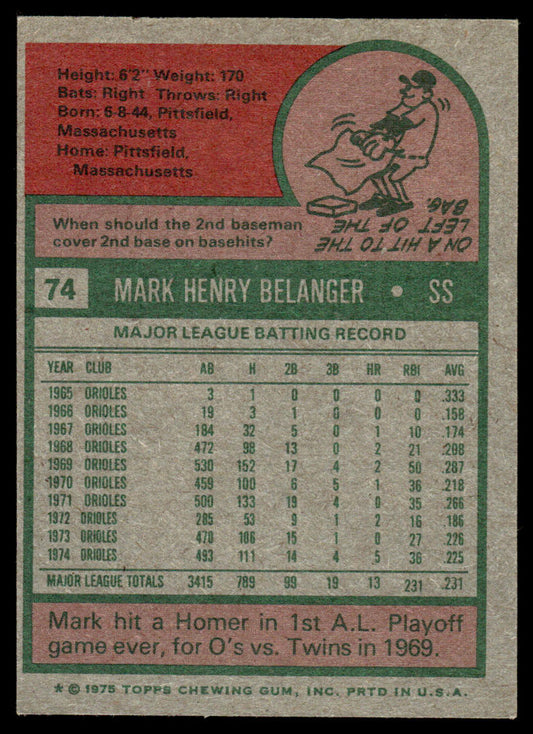 Height: 6'2" Weight: 170
Bats: Right Throws: Right
Born: 6-8-44, Pittsfield,
Massachusetts
Home: Pittsfield,
Massachusetts
When should the 2nd baseman
cover 2nd base on basehits?
ON A HIT TO THE
LEFT OF THE
BAG.
74 MARK HENRY BELANGER • SS
MAJOR LEAGUE BATTING RECORD
YEAR CLUB AB H 2B 3B HR RBI AVG
1965 ORIOLES 3 1 0 0 0 0 .333
1966 ORIOLES 19 3 1 0 0 0 .158
1967 ORIOLES 184 32 5 0 1 10 .174
1968 ORIOLES 472 98 13 0 2 21 .208
1969 ORIOLES 530 152 17 4 2 50 .287
1970 ORIOLES 459 100 6 5 1 36 .218
1971 ORIOLES 500 133 19 4 0 35 .266
1972 ORIOLES 285 53 9 1 2 16 .186
1973 ORIOLES 470 106 15 1 0 27 .226
1974 ORIOLES 493 111 14 4 5 36 .225
MAJOR LEAGUE TOTALS 3415 789 99 19 13 231 .231
Mark hit a Homer in 1st A.L. Playoff
game ever, for O's vs. Twins in 1969.
* © 1975 TOPPS CHEWING GUM, INC. PRTD IN U.S.A.